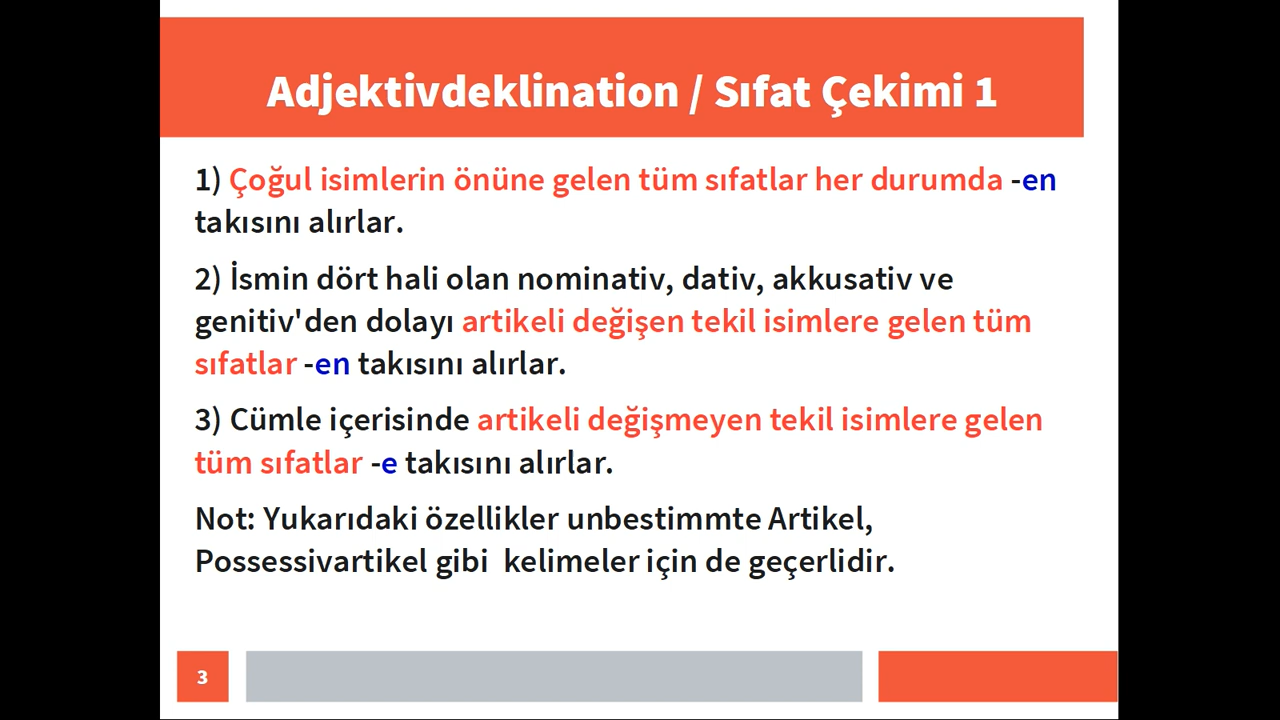 Adjektivdeklination / Sıfat Çekimi 1
1) Çoğul isimlerin önüne gelen tüm sıfatlar her durumda -en
takısını alırlar.
2) İsmin dört hali olan nominativ, dativ, akkusativ ve
genitiv'den dolayı artikeli değişen tekil isimlere gelen tüm
sıfatlar -en takısını alırlar.
3) Cümle içerisinde artikeli değişmeyen tekil isimlere gelen
tüm sıfatlar -e takısını alırlar.
Not: Yukarıdaki özellikler unbestimmte Artikel,
Possessivartikel gibi  kelimeler için de geçerlidir.
3